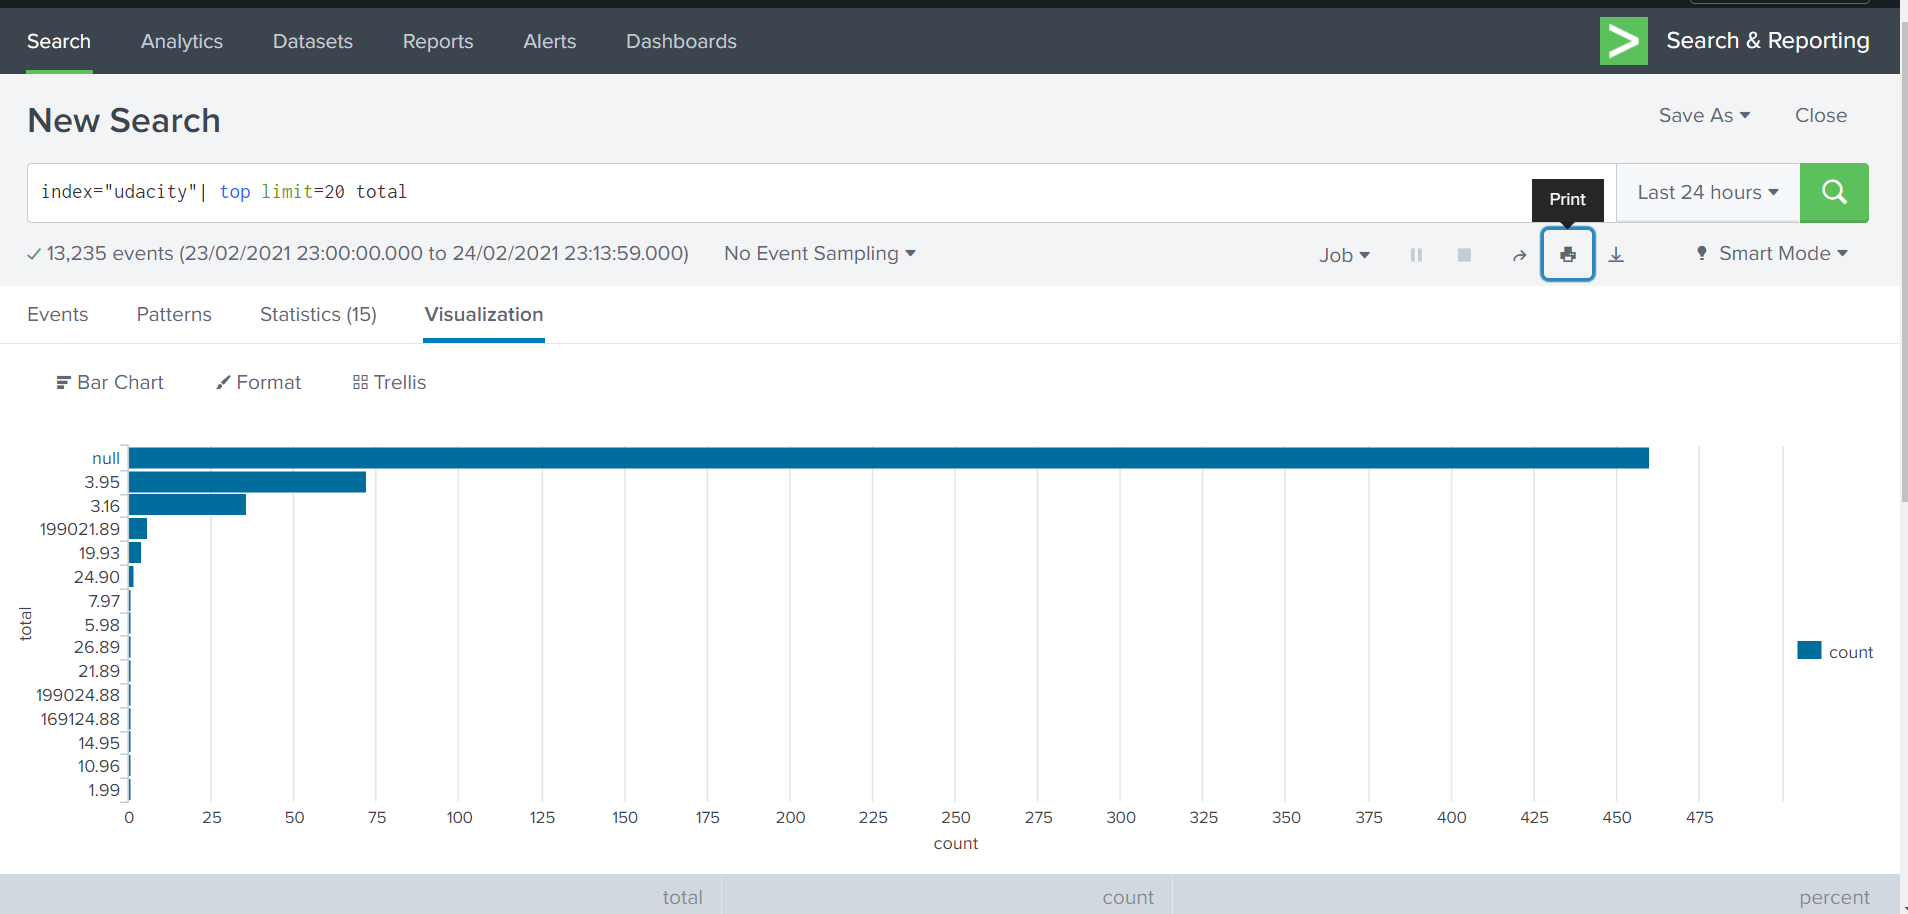 Search Analytics Datasets Reports Alerts Dashboards Search & Reporting
New Search
Save As Close
index="udacity"| top limit=20 total
Print
Last 24 hours
13,235 events (23/02/2021 23:00:00.000 to 24/02/2021 23:13:59.000) No Event Sampling Job Smart Mode
Events Patterns Statistics (15) Visualization
Bar Chart Format Trellis
null
3.95
3.16
199021.89
19.93
24.90
7.97
5.98
26.89
21.89
199024.88
169124.88
14.95
10.96
1.99
total
count
0 25 50 75 100 125 150 175 200 225 250 275 300 325 350 375 400 425 450 475
count
total count percent